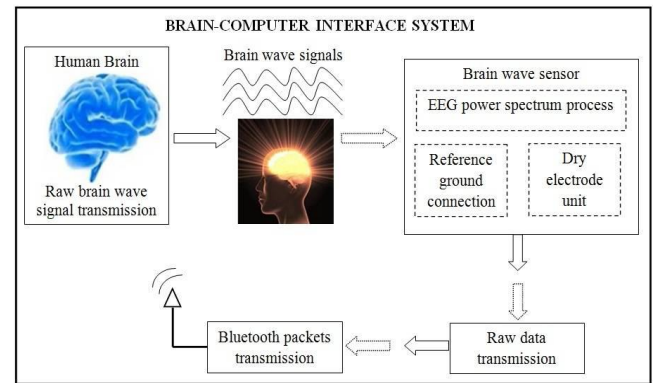 BRAIN-COMPUTER INTERFACE SYSTEM
Human Brain
Raw brain wave
signal transmission
Brain wave signals
Brain wave sensor
EEG power spectrum process
Reference
ground
connection
Dry
electrode
unit
Raw data
transmission
Bluetooth packets
transmission